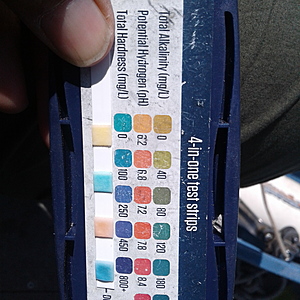 4-in-one test strips
Total Alkalinity (mg/L)
0 40 80 120 180
Potential Hydrogen (pH)
6.2 6.8 7.2 7.8 8.4
Total Hardness (mg/L)
0 100 250 450 800+